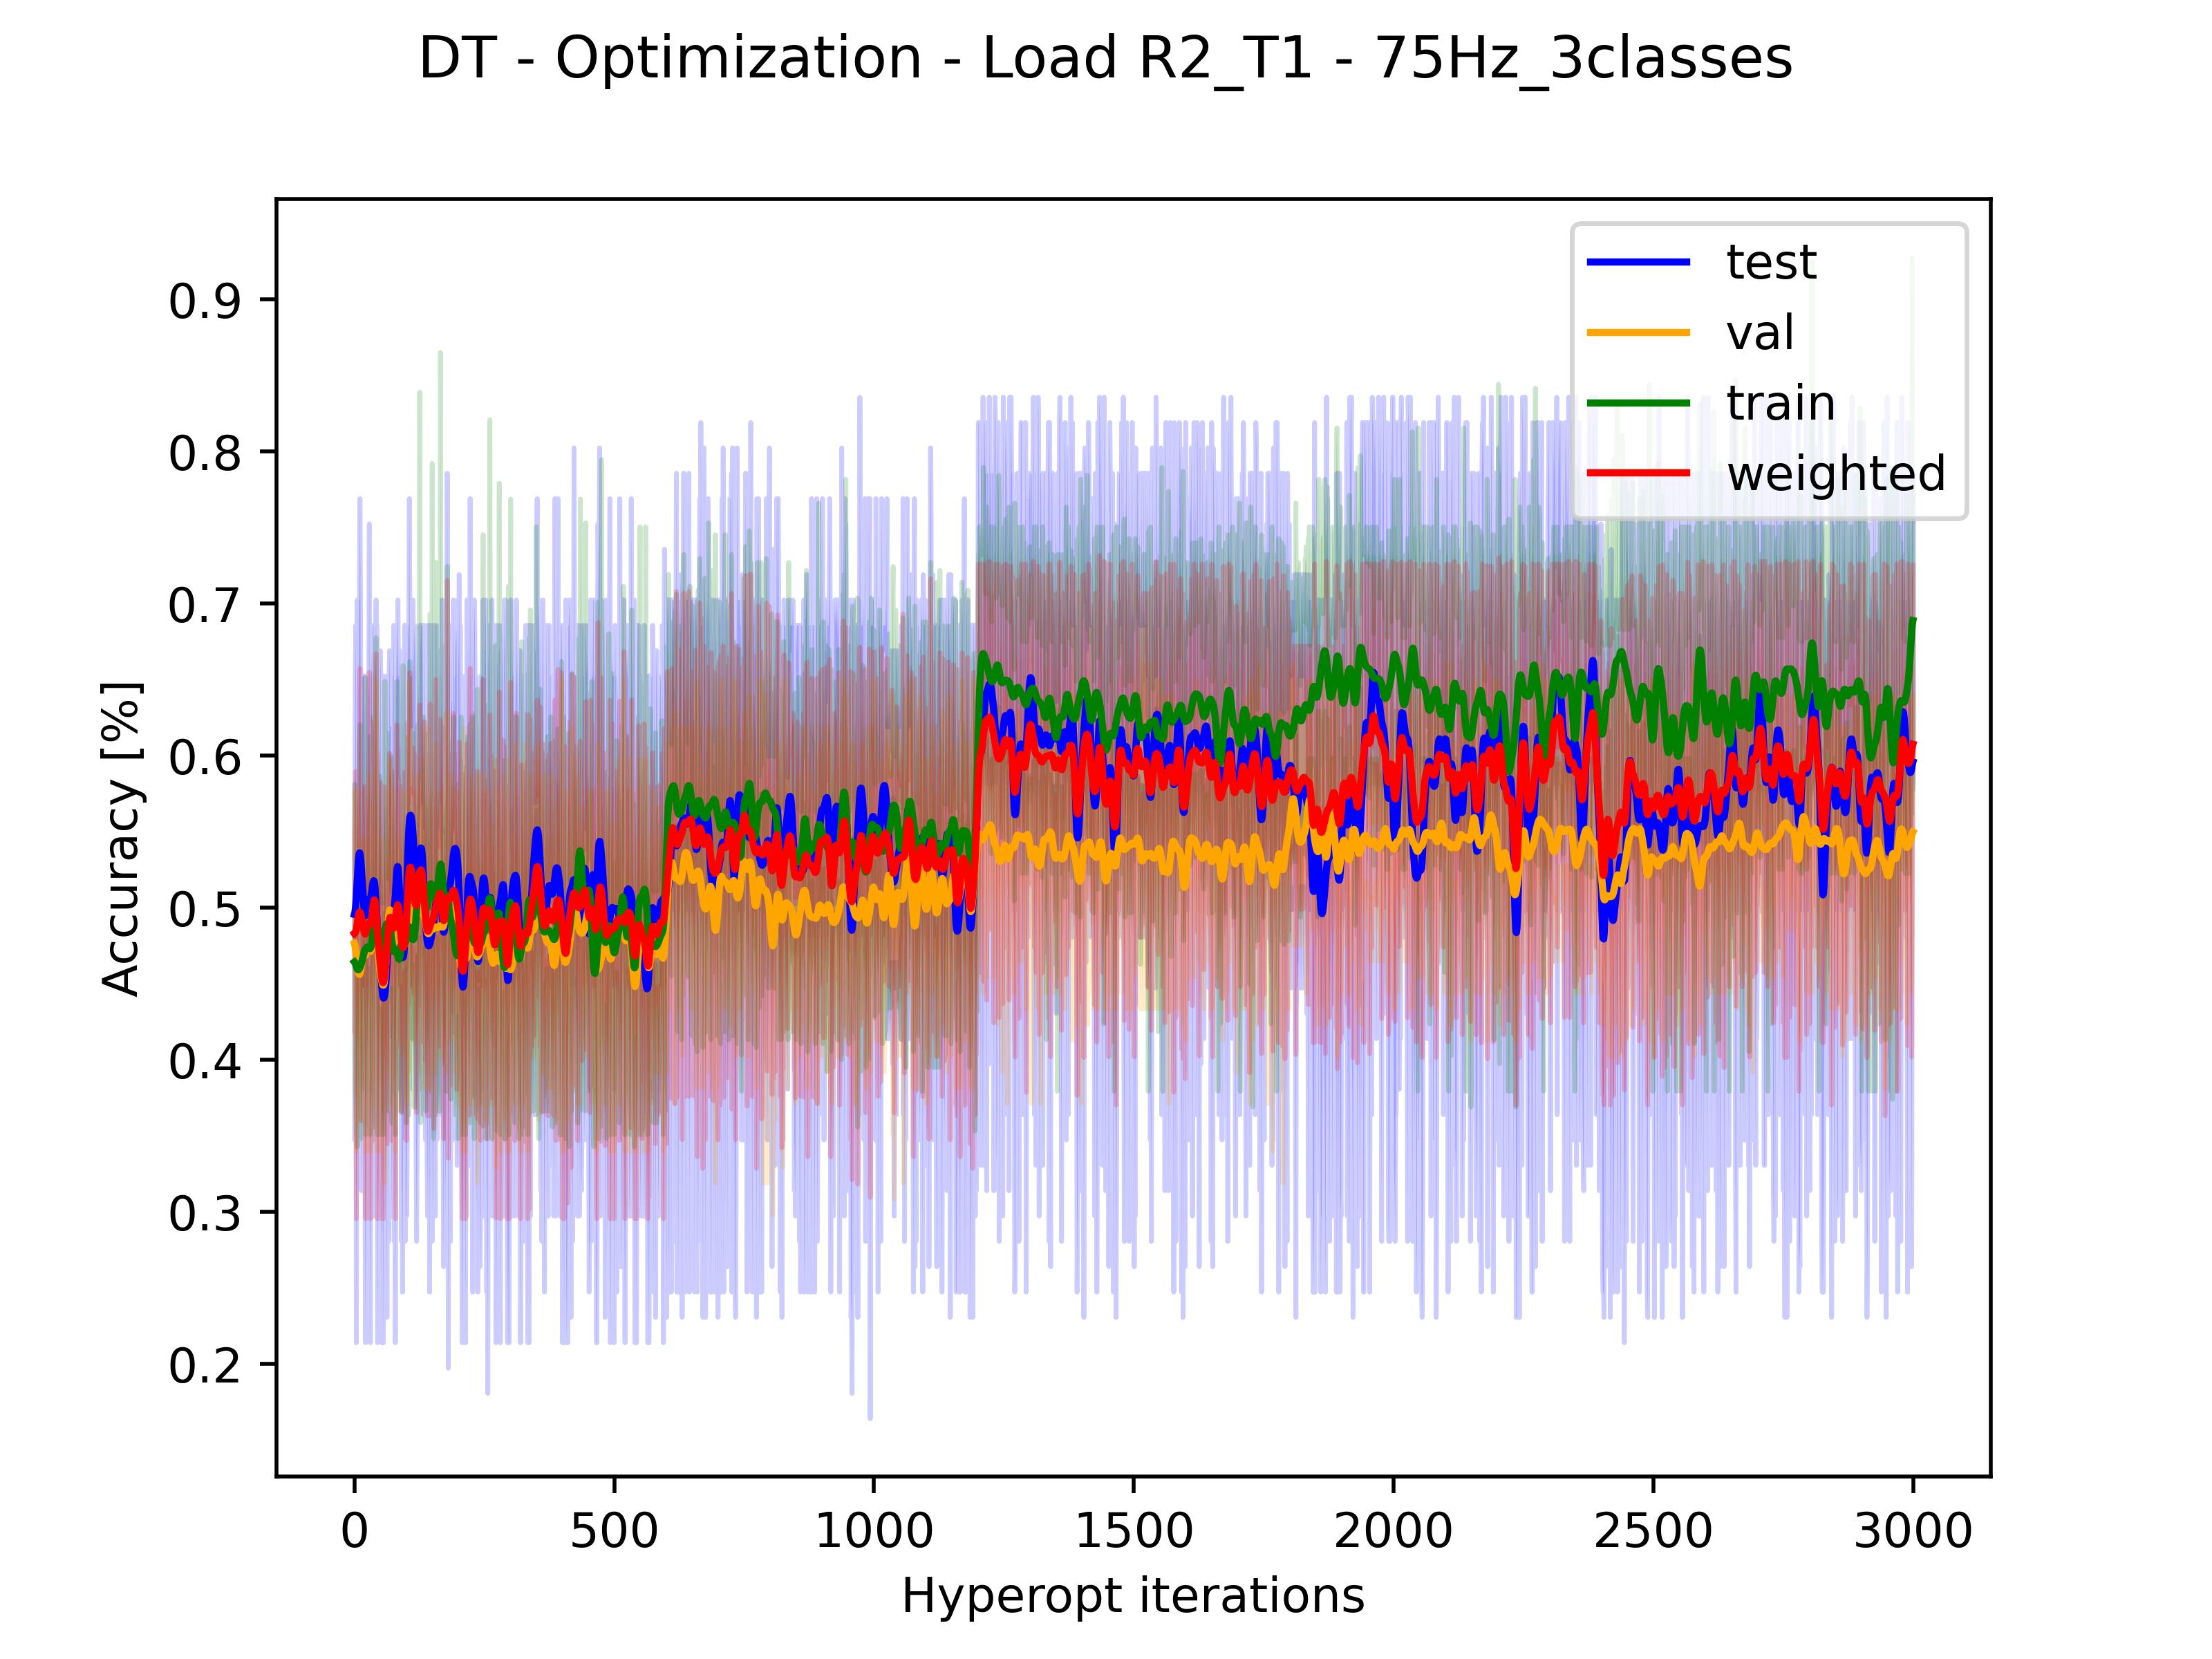 DT - Optimization - Load R2_T1 - 75Hz_3classes
test
val
train
weighted
Accuracy [%]
0.9
0.8
0.7
0.6
0.5
0.4
0.3
0.2
0 500 1000 1500 2000 2500 3000
Hyperopt iterations